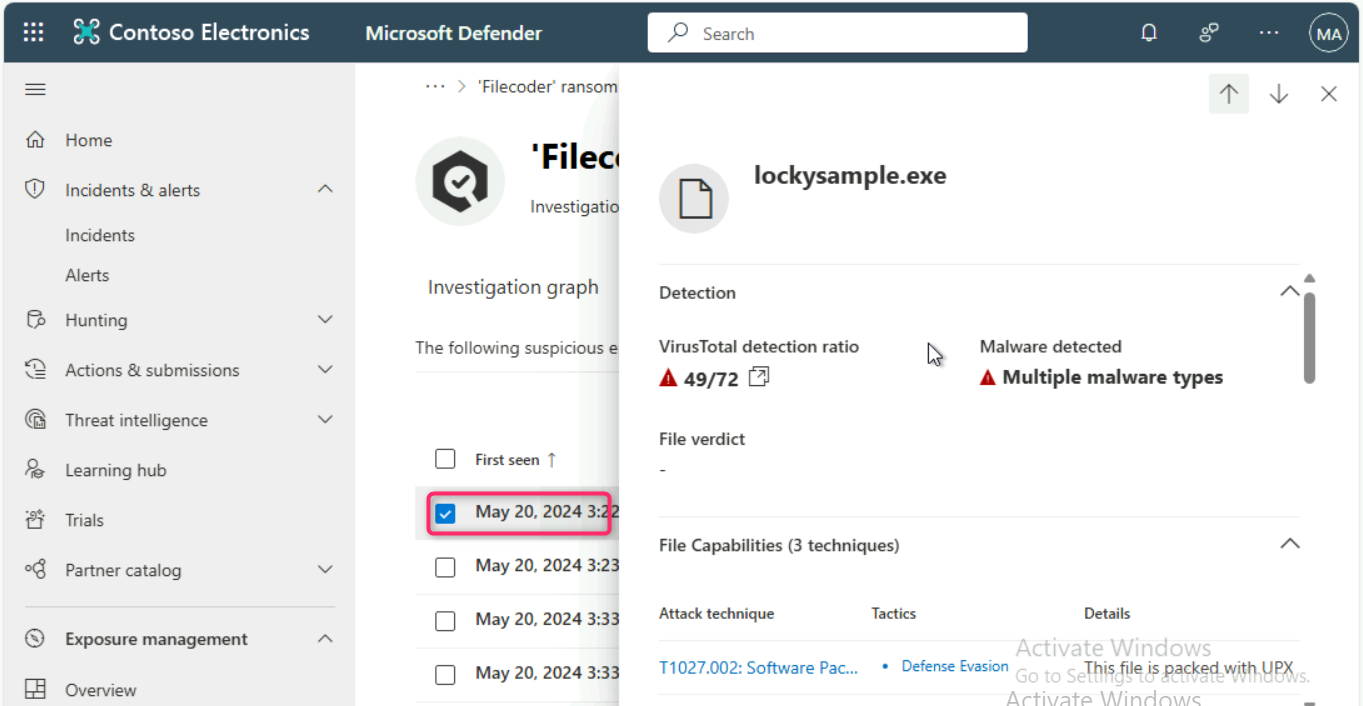 Contoso Electronics
Microsoft Defender
Search
MA
Home
Incidents & alerts
Incidents
Alerts
Hunting
Actions & submissions
Threat intelligence
Learning hub
Trials
Partner catalog
Exposure management
Overview
··· > 'Filecoder' ransom
'Filec
Investigatio
Investigation graph
The following suspicious e
First seen ↑
May 20, 2024 3:22
May 20, 2024 3:23
May 20, 2024 3:33
May 20, 2024 3:33
lockysample.exe
Detection
VirusTotal detection ratio
49/72
Malware detected
Multiple malware types
File verdict
-
File Capabilities (3 techniques)
Attack technique Tactics Details
T1027.002: Software Pac... • Defense Evasion This file is packed with UPX
Activate Windows
Go to Settings to activate Windows.
Activate Windows